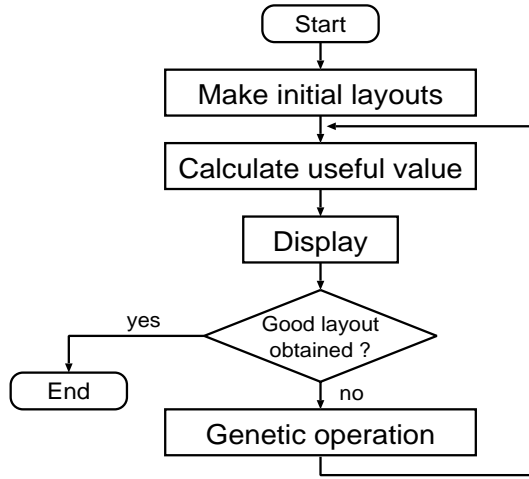 Start
Make initial layouts
Calculate useful value
Display
Good layout
obtained ?
yes
End
no
Genetic operation